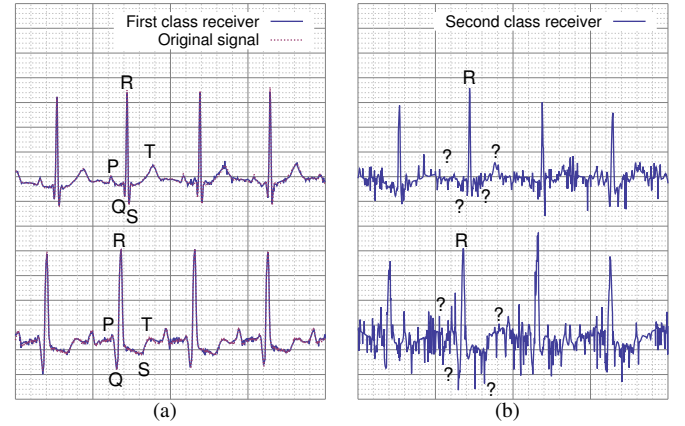 First class receiver
Original signal
R
P
T
Q
S
R
P
T
Q
S
(a)
Second class receiver
R
?
?
?
?
R
?
?
?
?
(b)